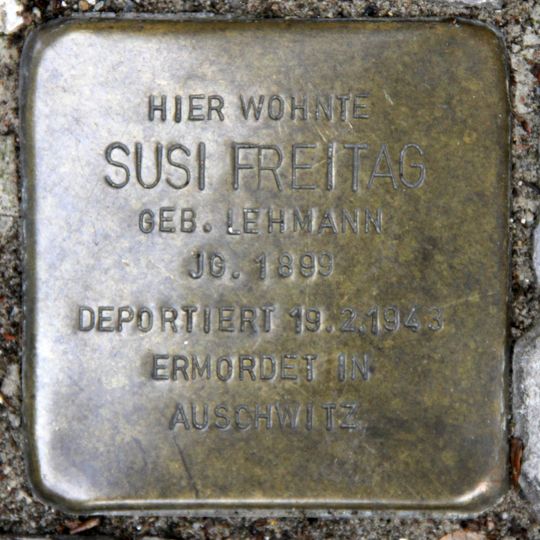 HIER WOHNTE
SUSI FREITAG
GEB. LEHMANN
JG. 1899
DEPORTIERT 19.2.1943
ERMORDET IN
AUSCHWITZ